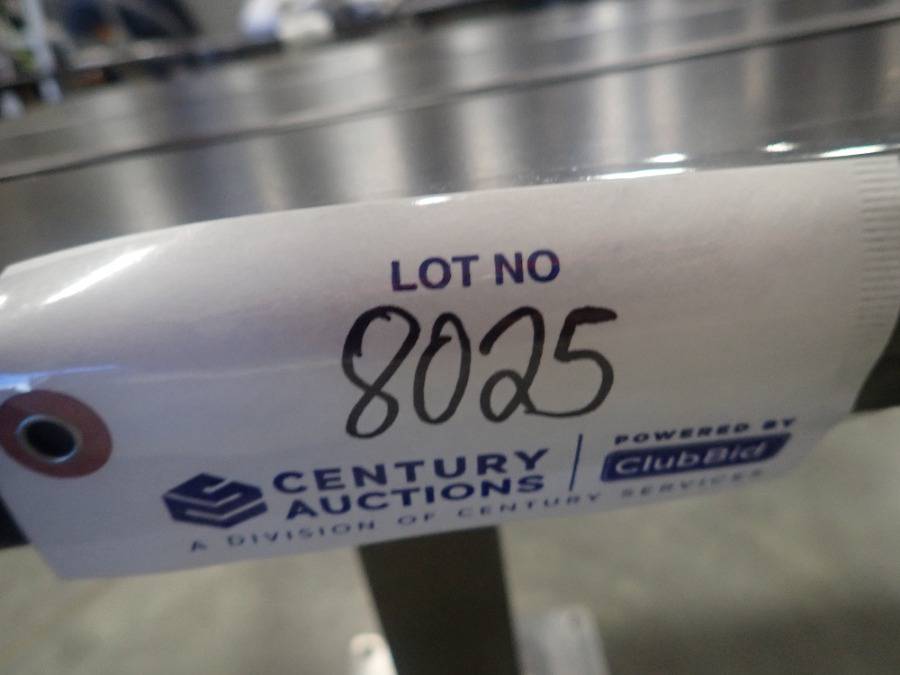 LOT NO
8025
CENTURY
AUCTIONS
A DIVISION OF CENTURY SERVICES
POWERED BY
ClubBid